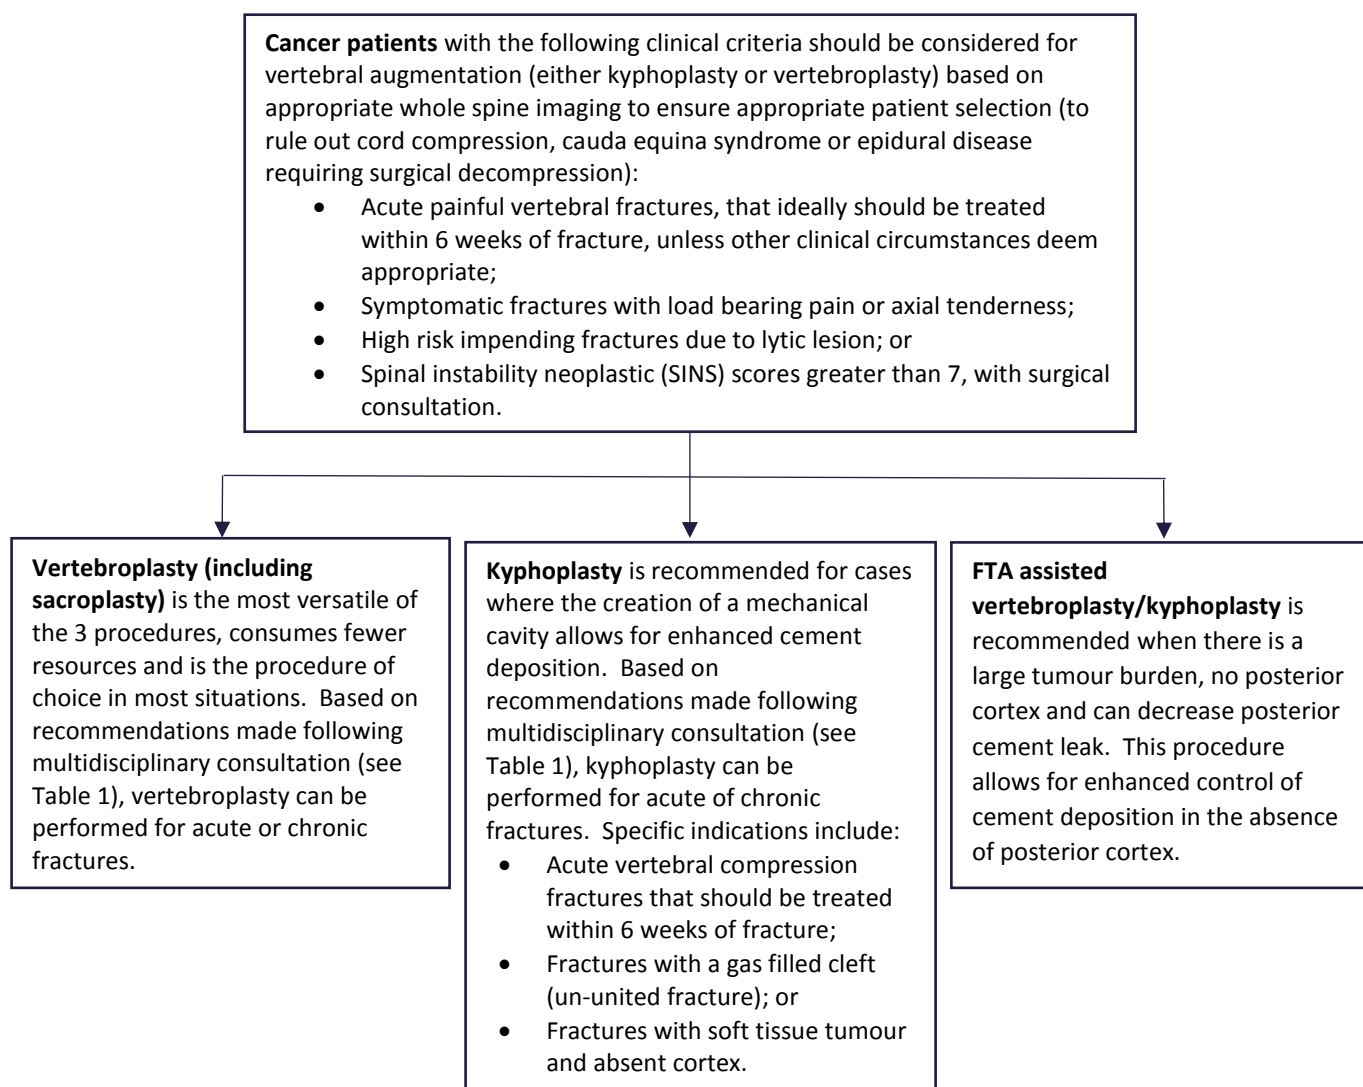 Cancer patients with the following clinical criteria should be considered for
vertebral augmentation (either kyphoplasty or vertebroplasty) based on
appropriate whole spine imaging to ensure appropriate patient selection (to
rule out cord compression, cauda equina syndrome or epidural disease
requiring surgical decompression):
• Acute painful vertebral fractures, that ideally should be treated
within 6 weeks of fracture, unless other clinical circumstances deem
appropriate;
• Symptomatic fractures with load bearing pain or axial tenderness;
• High risk impending fractures due to lytic lesion; or
• Spinal instability neoplastic (SINS) scores greater than 7, with surgical
consultation.
Vertebroplasty (including
sacroplasty) is the most versatile of
the 3 procedures, consumes fewer
resources and is the procedure of
choice in most situations. Based on
recommendations made following
multidisciplinary consultation (see
Table 1), vertebroplasty can be
performed for acute or chronic
fractures.
Kyphoplasty is recommended for cases
where the creation of a mechanical
cavity allows for enhanced cement
deposition. Based on
recommendations made following
multidisciplinary consultation (see
Table 1), kyphoplasty can be
performed for acute of chronic
fractures. Specific indications include:
• Acute vertebral compression
fractures that should be treated
within 6 weeks of fracture;
• Fractures with a gas filled cleft
(un-united fracture); or
• Fractures with soft tissue tumour
and absent cortex.
FTA assisted
vertebroplasty/kyphoplasty is
recommended when there is a
large tumour burden, no posterior
cortex and can decrease posterior
cement leak. This procedure
allows for enhanced control of
cement deposition in the absence
of posterior cortex.